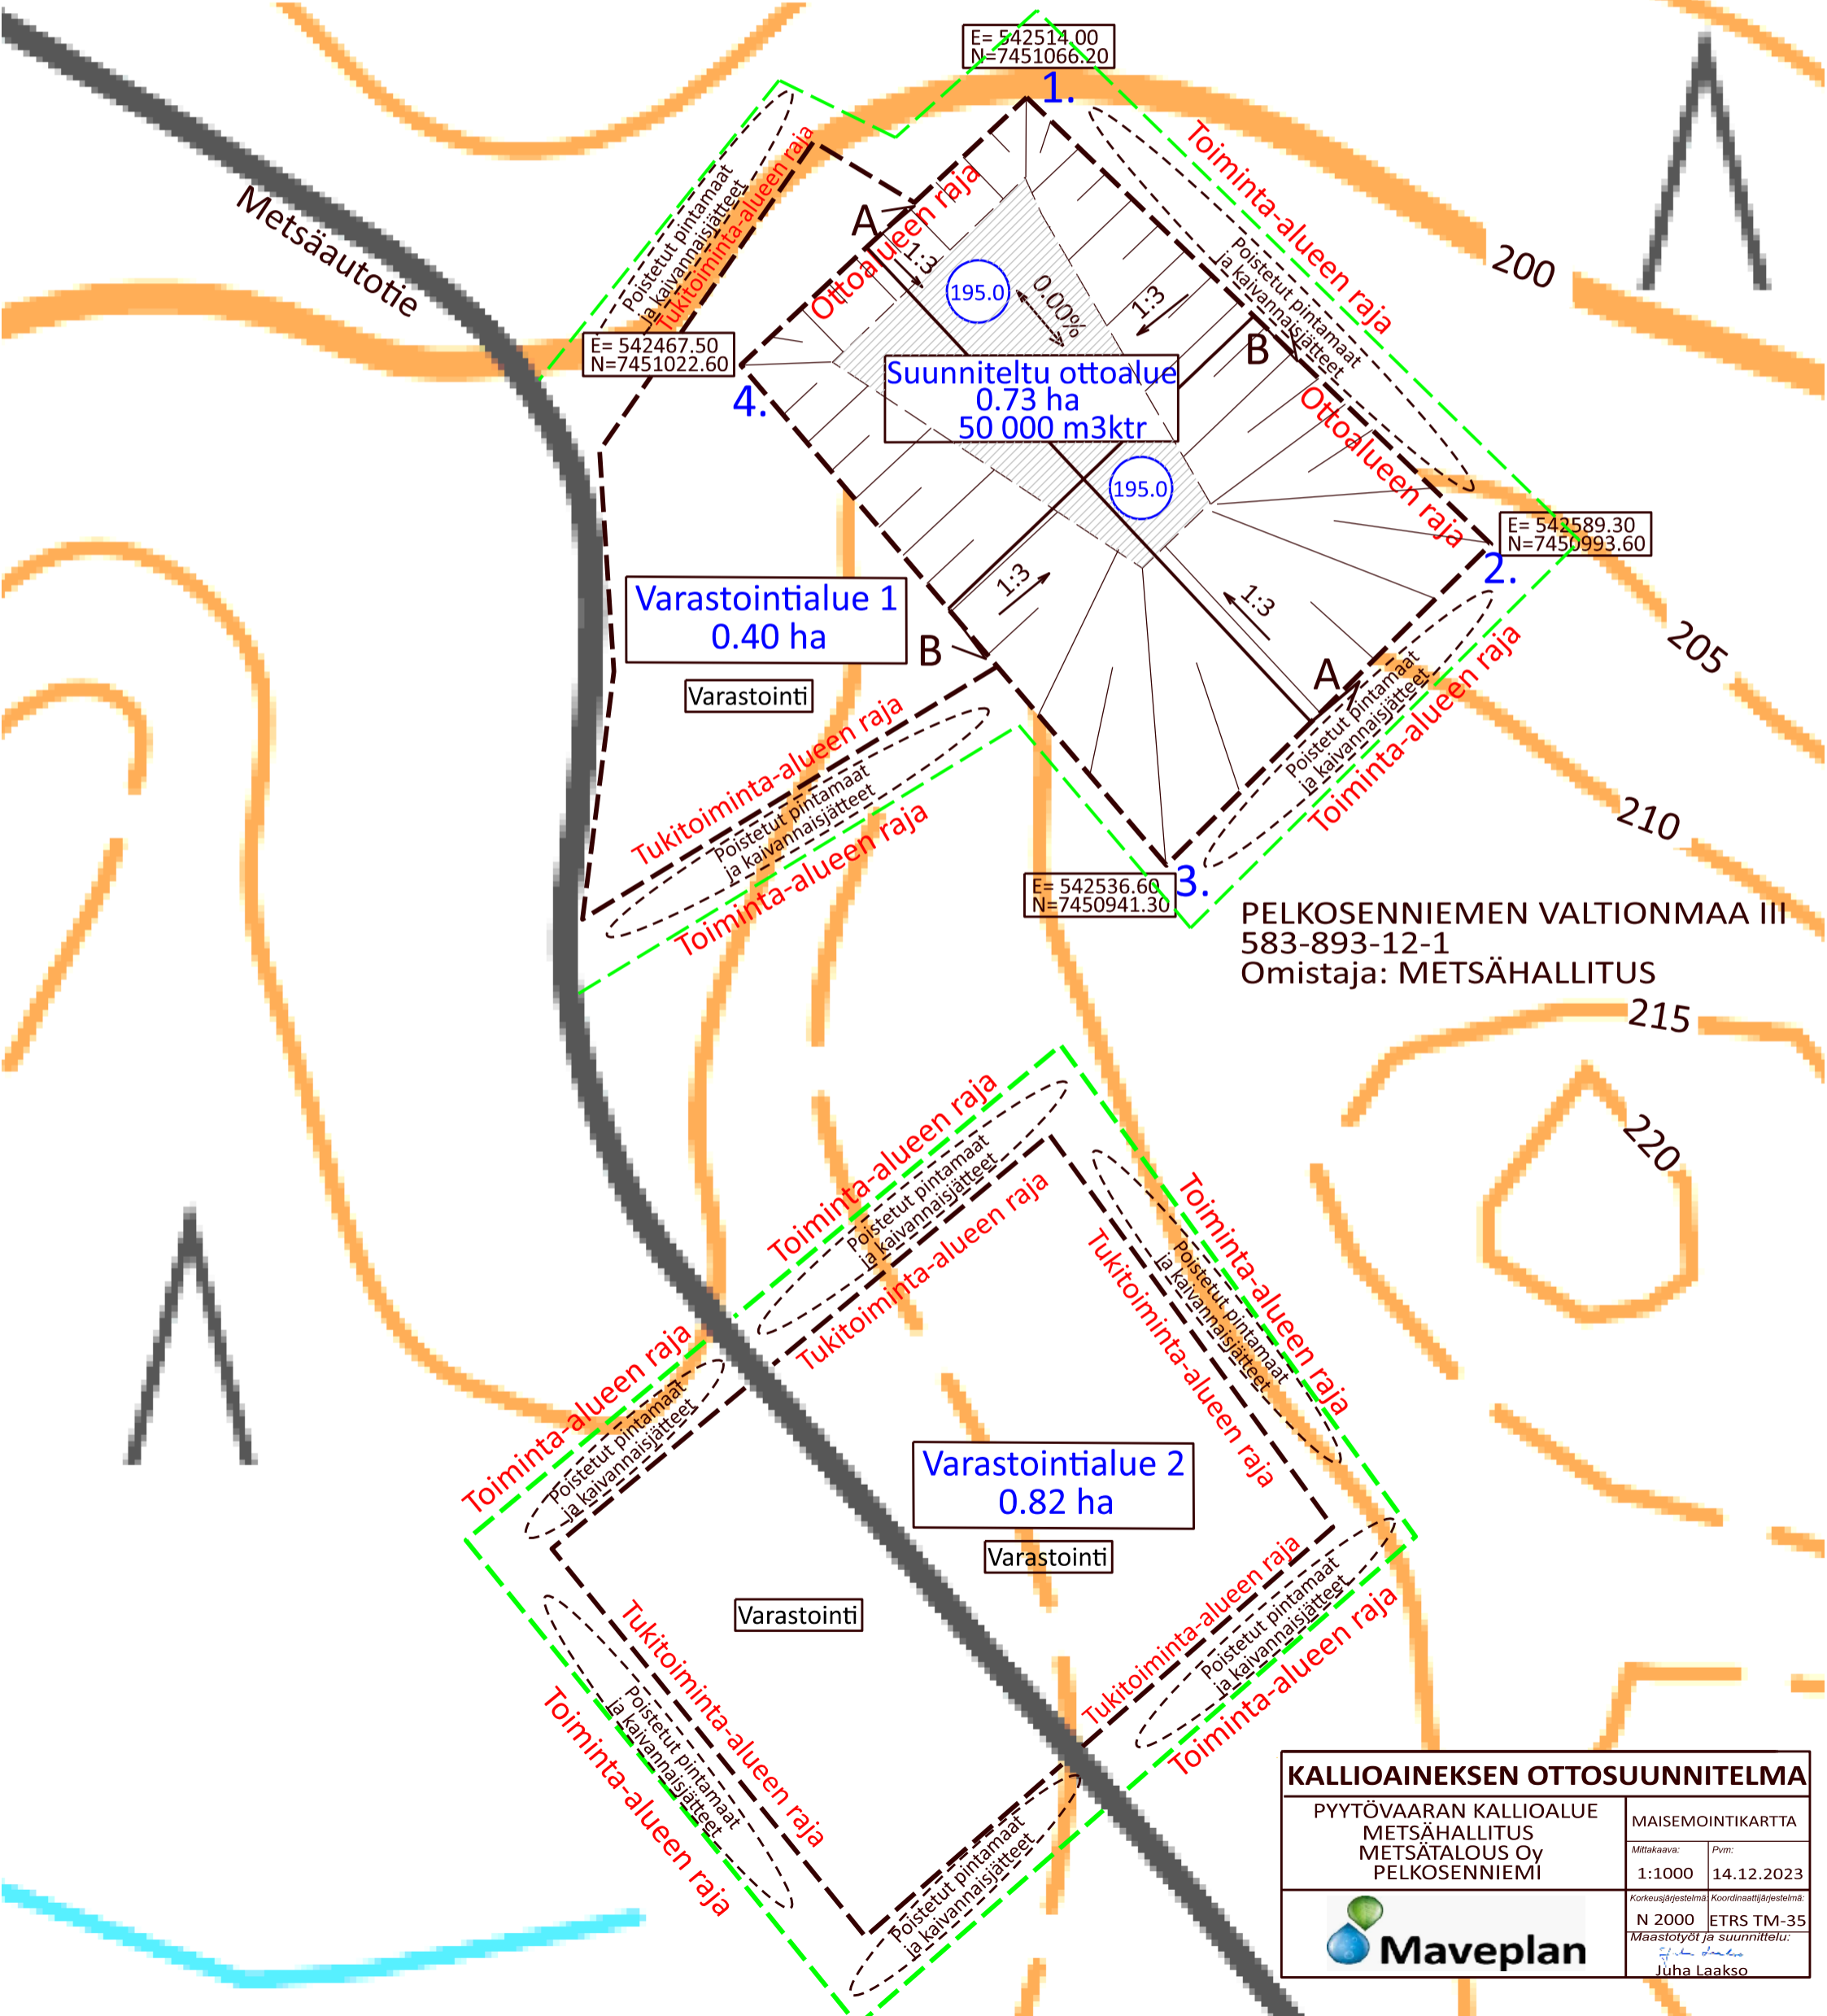 E= 542514.00
N=7451066.20
1.
Toiminta-alueen raja
Poistetut pintamaat
ja kaivannaisjätteet
Tukitoiminta-alueen raja
Poistetut pintamaat
ja kaivannaisjätteet
Metsäautotie
A
Ottoalueen raja
1:3
195.0
0.00%
1:3
B
200
E= 542467.50
N=7451022.60
4.
Suunniteltu ottoalue
0.73 ha
50 000 m3ktr
Ottoalueen raja
195.0
E= 542589.30
N=7450993.60
2.
Varastointialue 1
0.40 ha
Varastointi
1:3
B
1:3
A
205
Poistetut pintamaat
ja kaivannaisjätteet
Toiminta-alueen raja
210
Tukitoiminta-alueen raja
Poistetut pintamaat
ja kaivannaisjätteet
Toiminta-alueen raja
E= 542536.60
N=7450941.30
3.
PELKOSENNIEMEN VALTIONMAA III
583-893-12-1
Omistaja: METSÄHALLITUS
215
220
Toiminta-alueen raja
Poistetut pintamaat
ja kaivannaisjätteet
Tukitoiminta-alueen raja
Toiminta-alueen raja
Poistetut pintamaat
ja kaivannaisjätteet
Tukitoiminta-alueen raja
Toiminta-alueen raja
Poistetut pintamaat
ja kaivannaisjätteet
Varastointialue 2
0.82 ha
Varastointi
Varastointi
Tukitoiminta-alueen raja
Poistetut pintamaat
ja kaivannaisjätteet
Toiminta-alueen raja
Tukitoiminta-alueen raja
Poistetut pintamaat
ja kaivannaisjätteet
Toiminta-alueen raja
Poistetut pintamaat
ja kaivannaisjätteet
KALLIOAINEKSEN OTTOSUUNNITELMA
PYYTÖVAARAN KALLIOALUE
METSÄHALLITUS
METSÄTALOUS Oy
PELKOSENNIEMI
MAISEMOINTIKARTTA
Mittakaava:
Pvm:
1:1000
14.12.2023
Korkeusjärjestelmä:
Koordinaattijärjestelmä:
N 2000
ETRS TM-35
Maastotyöt ja suunnittelu:
Juha Laakso
Maveplan